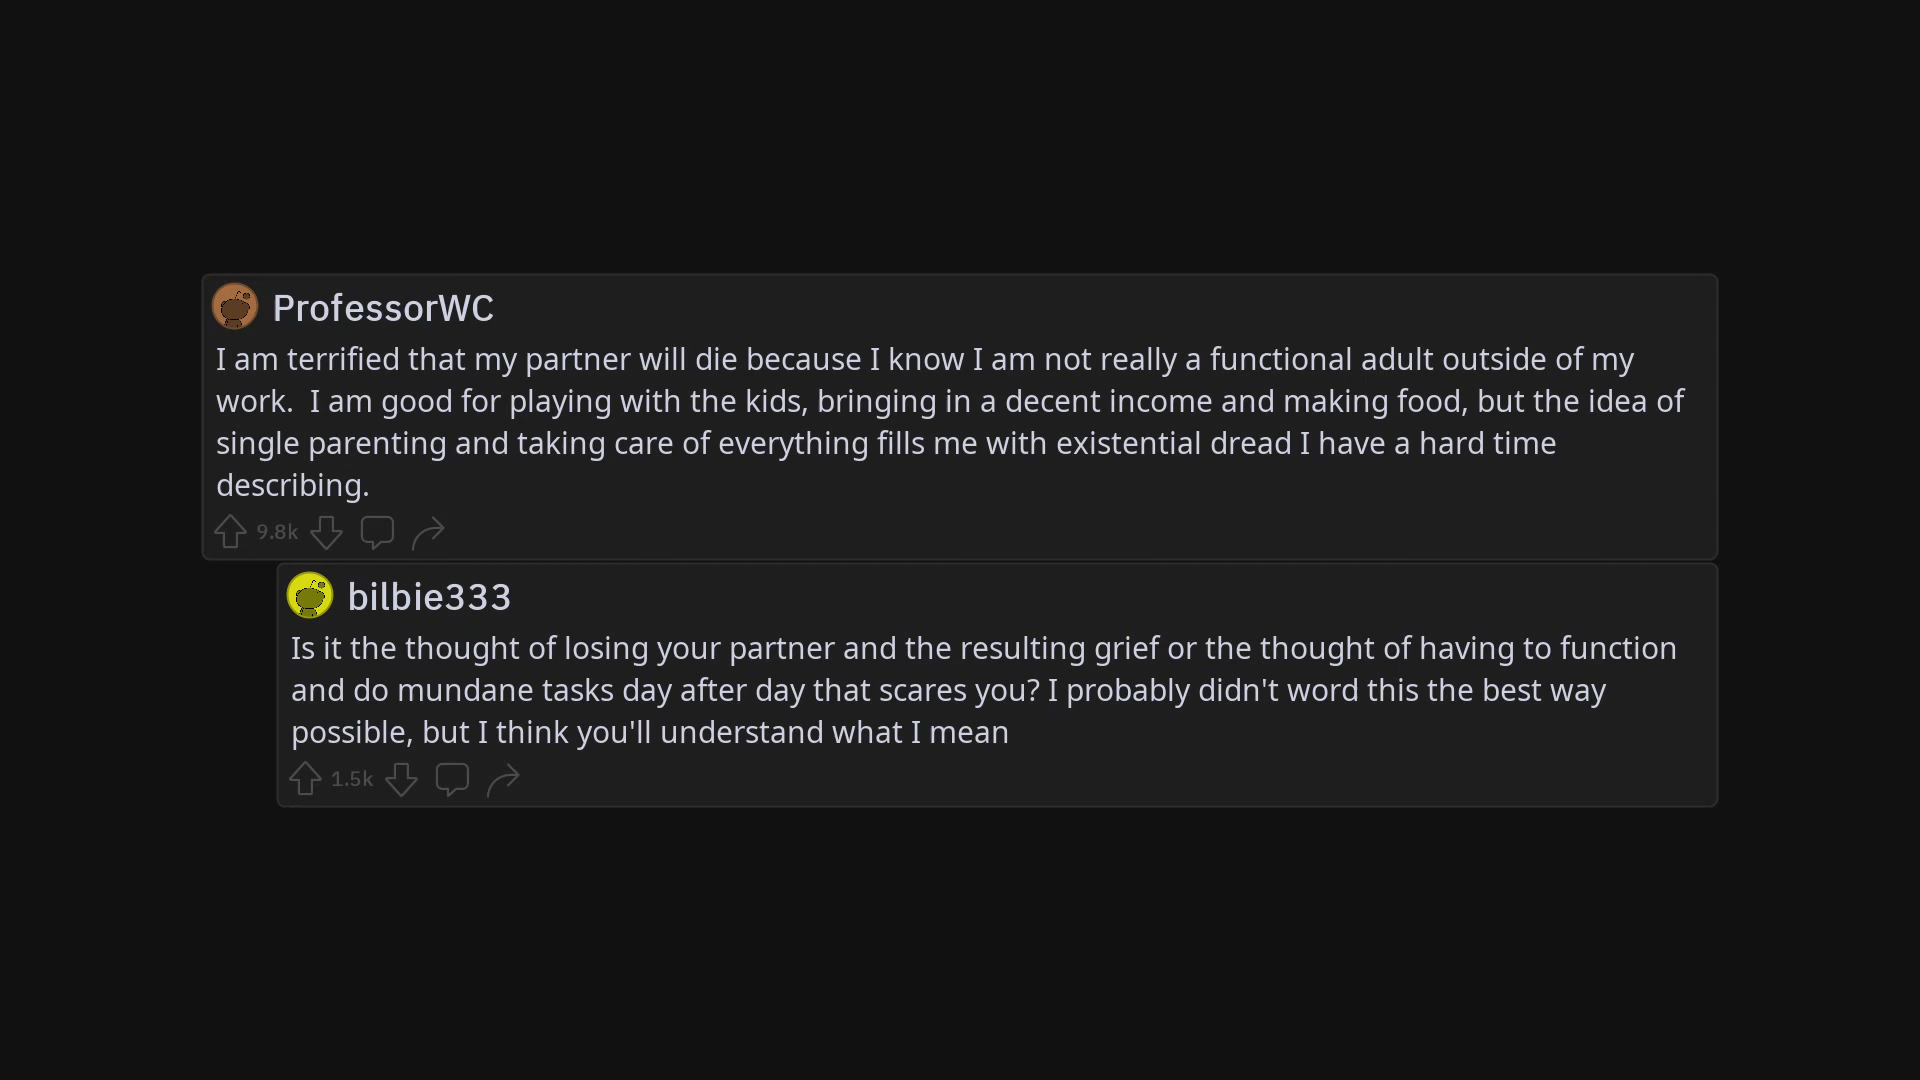 ProfessorWC
I am terrified that my partner will die because I know I am not really a functional adult outside of my
work.  I am good for playing with the kids, bringing in a decent income and making food, but the idea of
single parenting and taking care of everything fills me with existential dread I have a hard time
describing.
9.8k
bilbie333
Is it the thought of losing your partner and the resulting grief or the thought of having to function
and do mundane tasks day after day that scares you? I probably didn't word this the best way
possible, but I think you'll understand what I mean
1.5k